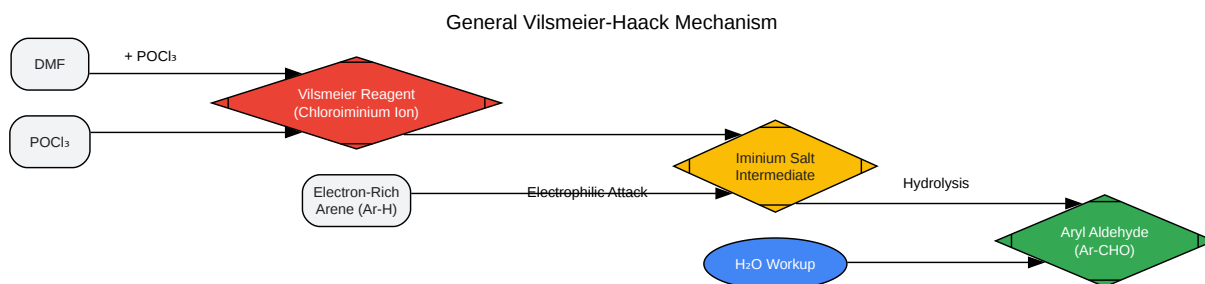 General Vilsmeier-Haack Mechanism
DMF
+ POCl₃
Vilsmeier Reagent
(Chloroiminium Ion)
POCl₃
Iminium Salt
Intermediate
Electron-Rich
Arene (Ar-H)
Electrophilic Attack
Hydrolysis
Aryl Aldehyde
(Ar-CHO)
H₂O Workup